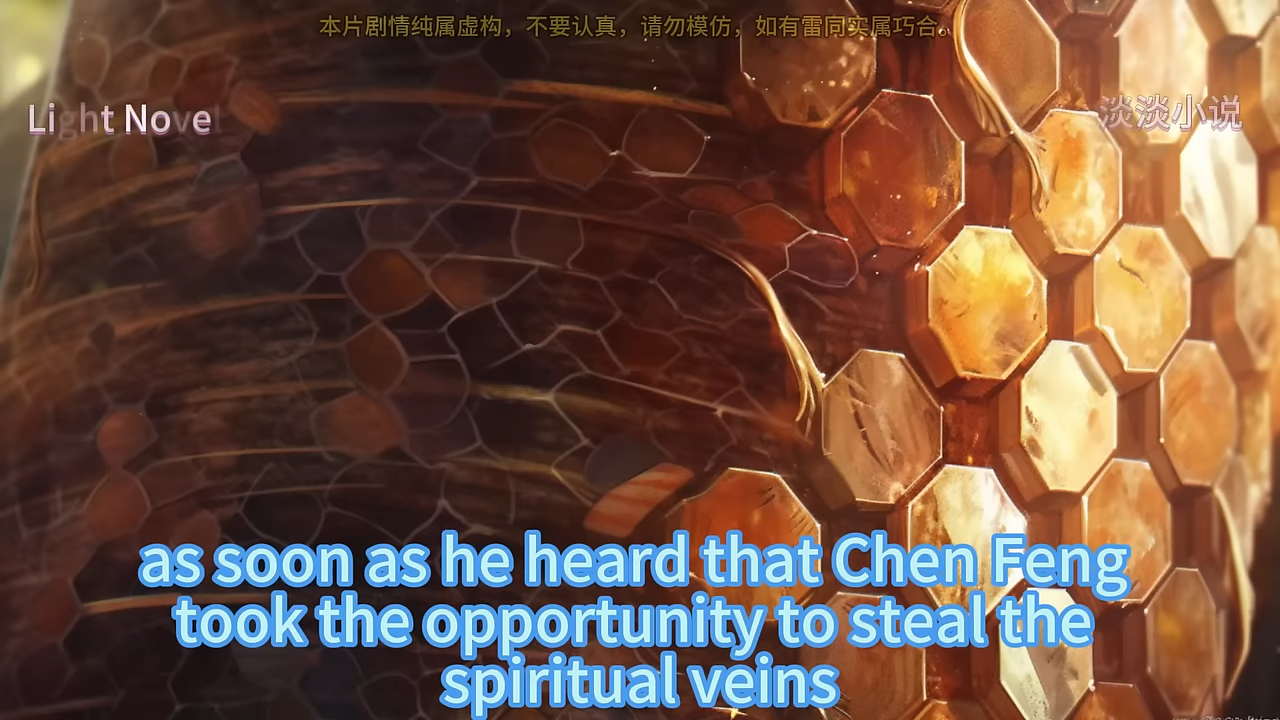 本片剧情纯属虚构，不要认真，请勿模仿，如有雷同实属巧合。
Light Novel
淡淡小说
as soon as he heard that Chen Feng
took the opportunity to steal the
spiritual veins